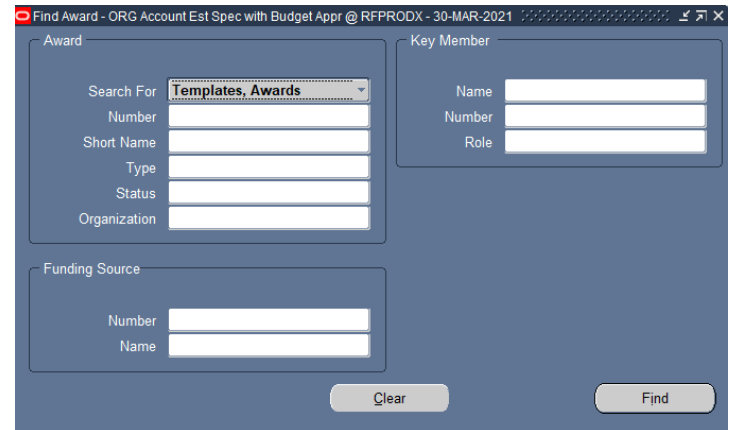 Find Award - ORG Account Est Spec with Budget Appr @ RFPRODX - 30-MAR-2021
Award
Search For Templates, Awards
Number
Short Name
Type
Status
Organization
Key Member
Name
Number
Role
Funding Source
Number
Name
Clear
Find